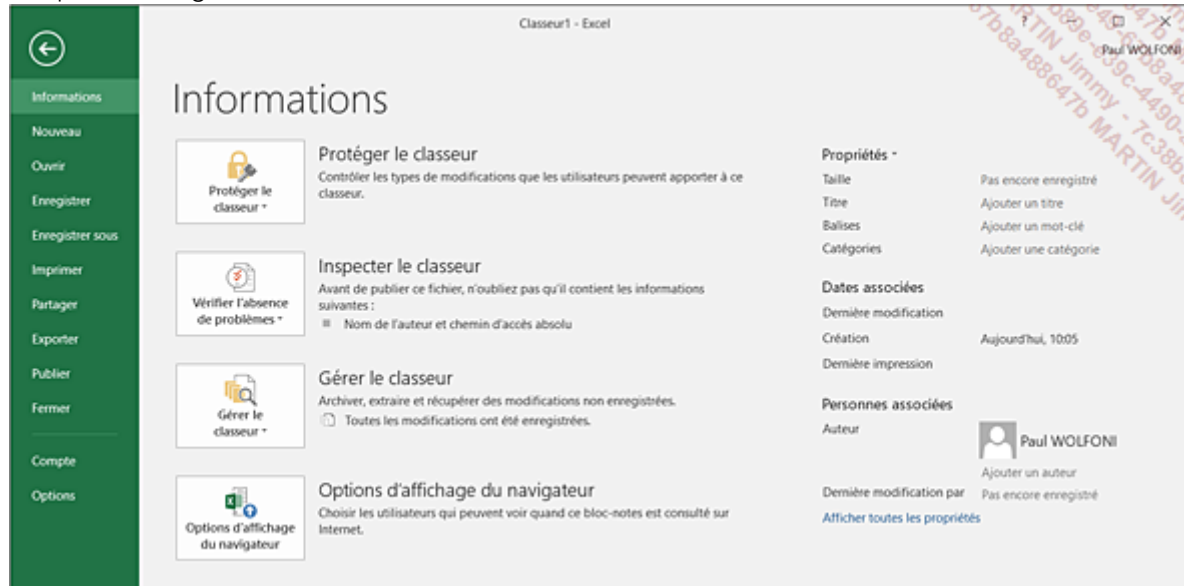 Classeur1 - Excel
?
Paul WOLFONI
Informations
Nouveau
Ouvrir
Enregistrer
Enregistrer sous
Imprimer
Partager
Exporter
Publier
Fermer
Compte
Options
Informations
Protéger le classeur
Protéger le classeur
Contrôler les types de modifications que les utilisateurs peuvent apporter à ce
classeur.
Vérifier l'absence
de problèmes
Inspecter le classeur
Avant de publier ce fichier, n'oubliez pas qu'il contient les informations
suivantes :
Nom de l'auteur et chemin d'accès absolu
Gérer le
classeur
Gérer le classeur
Archiver, extraire et récupérer des modifications non enregistrées.
Toutes les modifications ont été enregistrées.
Options d'affichage
du navigateur
Options d'affichage du navigateur
Choisir les utilisateurs qui peuvent voir quand ce bloc-notes est consulté sur
Internet.
Propriétés
Taille Pas encore enregistré
Titre Ajouter un titre
Balises Ajouter un mot-clé
Catégories Ajouter une catégorie
Dates associées
Dernière modification
Création Aujourd'hui, 10:05
Dernière impression
Personnes associées
Auteur Paul WOLFONI
Ajouter un auteur
Dernière modification par Pas encore enregistré
Afficher toutes les propriétés
MARTIN Jimmy